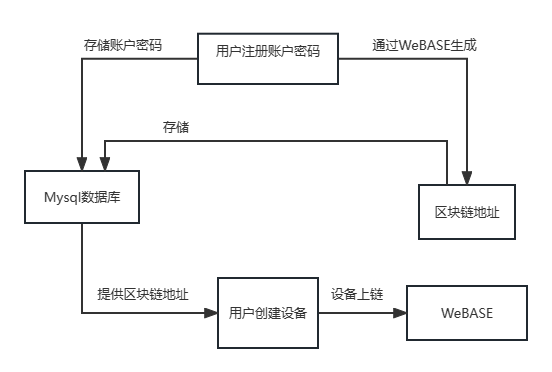 存储账户密码
用户注册账户密码
通过WeBASE生成
存储
Mysql数据库
区块链地址
提供区块链地址
用户创建设备
设备上链
WeBASE